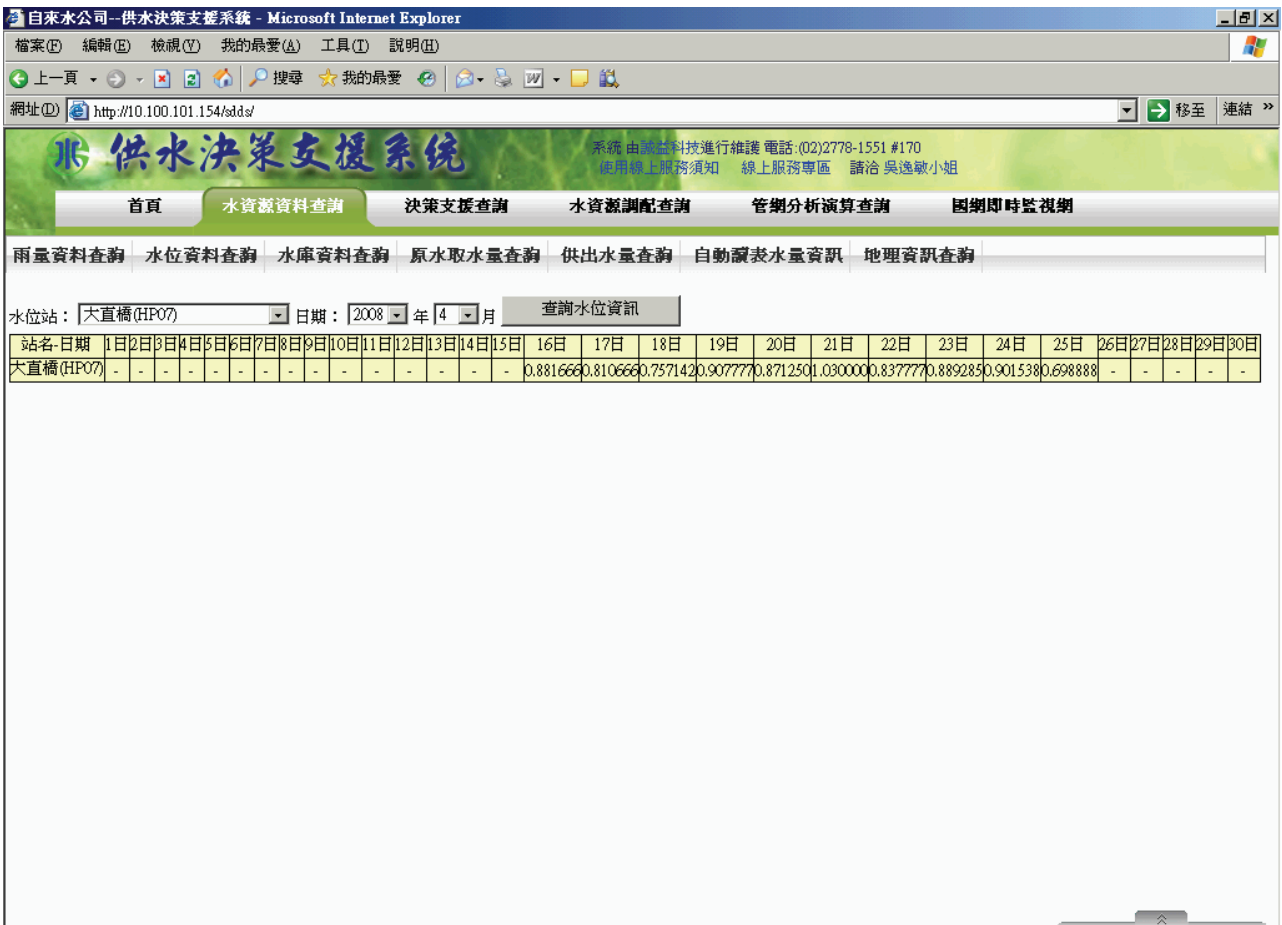 自來水公司--供水決策支援系統 - Microsoft Internet Explorer
檔案(F) 編輯(E) 檢視(V) 我的最愛(A) 工具(T) 說明(H)
上一頁 搜尋 我的最愛
網址(D) http://10.100.101.154/sdds/ 移至 連結 »
供水決策支援系統
系統 由誠益科技進行維護 電話:(02)2778-1551 #170
使用線上服務須知 線上服務專區 請洽 吳逸敏小姐
首頁 水資源資料查詢 決策支援查詢 水資源調配查詢 管網分析演算查詢 國網即時監視網
雨量資料查詢 水位資料查詢 水庫資料查詢 原水取水量查詢 供出水量查詢 自動讀表水量資訊 地理資訊查詢
水位站: 大直橋(HP07) 日期: 2008 年 4 月 查詢水位資訊
站名-日期 1日 2日 3日 4日 5日 6日 7日 8日 9日 10日 11日 12日 13日 14日 15日 16日 17日 18日 19日 20日 21日 22日 23日 24日 25日 26日 27日 28日 29日 30日
大直橋(HP07) - - - - - - - - - - - - - - - 0.881666 0.810666 0.757142 0.907777 0.871250 1.030000 0.837777 0.889285 0.901538 0.698888 - - - - -